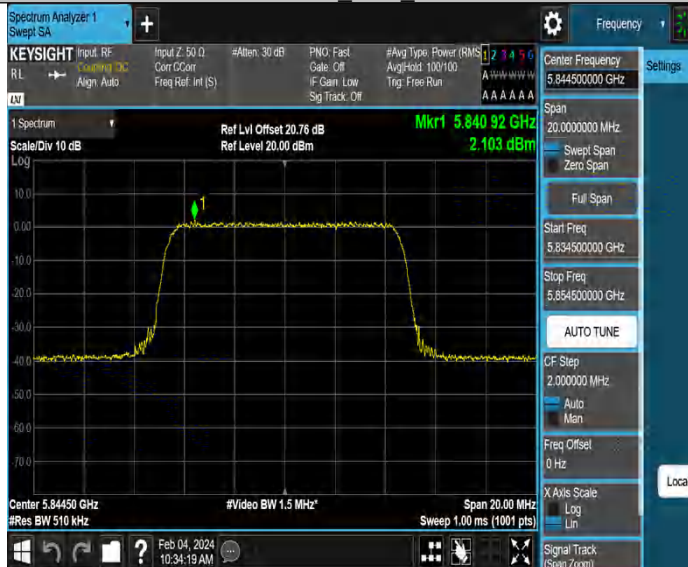 Spectrum Analyzer 1
Swept SA
+
Frequency
KEYSIGHT
RL
LXI
Input: RF
Coupling: DC
Align: Auto
Input Z: 50 Ω
Corr CCorr
Freq Ref: Int (S)
#Atten: 30 dB
PNO: Fast
Gate: Off
IF Gain: Low
Sig Track: Off
#Avg Type: Power (RMS
Avg|Hold: 100/100
Trig: Free Run
1 2 3 4 5 6
A W W W W W
A A A A A A
Center Frequency
5.844500000 GHz
Settings
Span
20.0000000 MHz
Swept Span
Zero Span
Full Span
Start Freq
5.834500000 GHz
Stop Freq
5.854500000 GHz
AUTO TUNE
CF Step
2.000000 MHz
Auto
Man
Freq Offset
0 Hz
X Axis Scale
Log
Lin
Local
Signal Track
(Span Zoom)
1 Spectrum
Scale/Div 10 dB
Log
Ref Lvl Offset 20.76 dB
Ref Level 20.00 dBm
Mkr1 5.840 92 GHz
2.103 dBm
1
10.0
0.00
-10.0
-20.0
-30.0
-40.0
-50.0
-60.0
-70.0
Center 5.84450 GHz
#Res BW 510 kHz
#Video BW 1.5 MHz*
Span 20.00 MHz
Sweep 1.00 ms (1001 pts)
?
Feb 04, 2024
10:34:19 AM